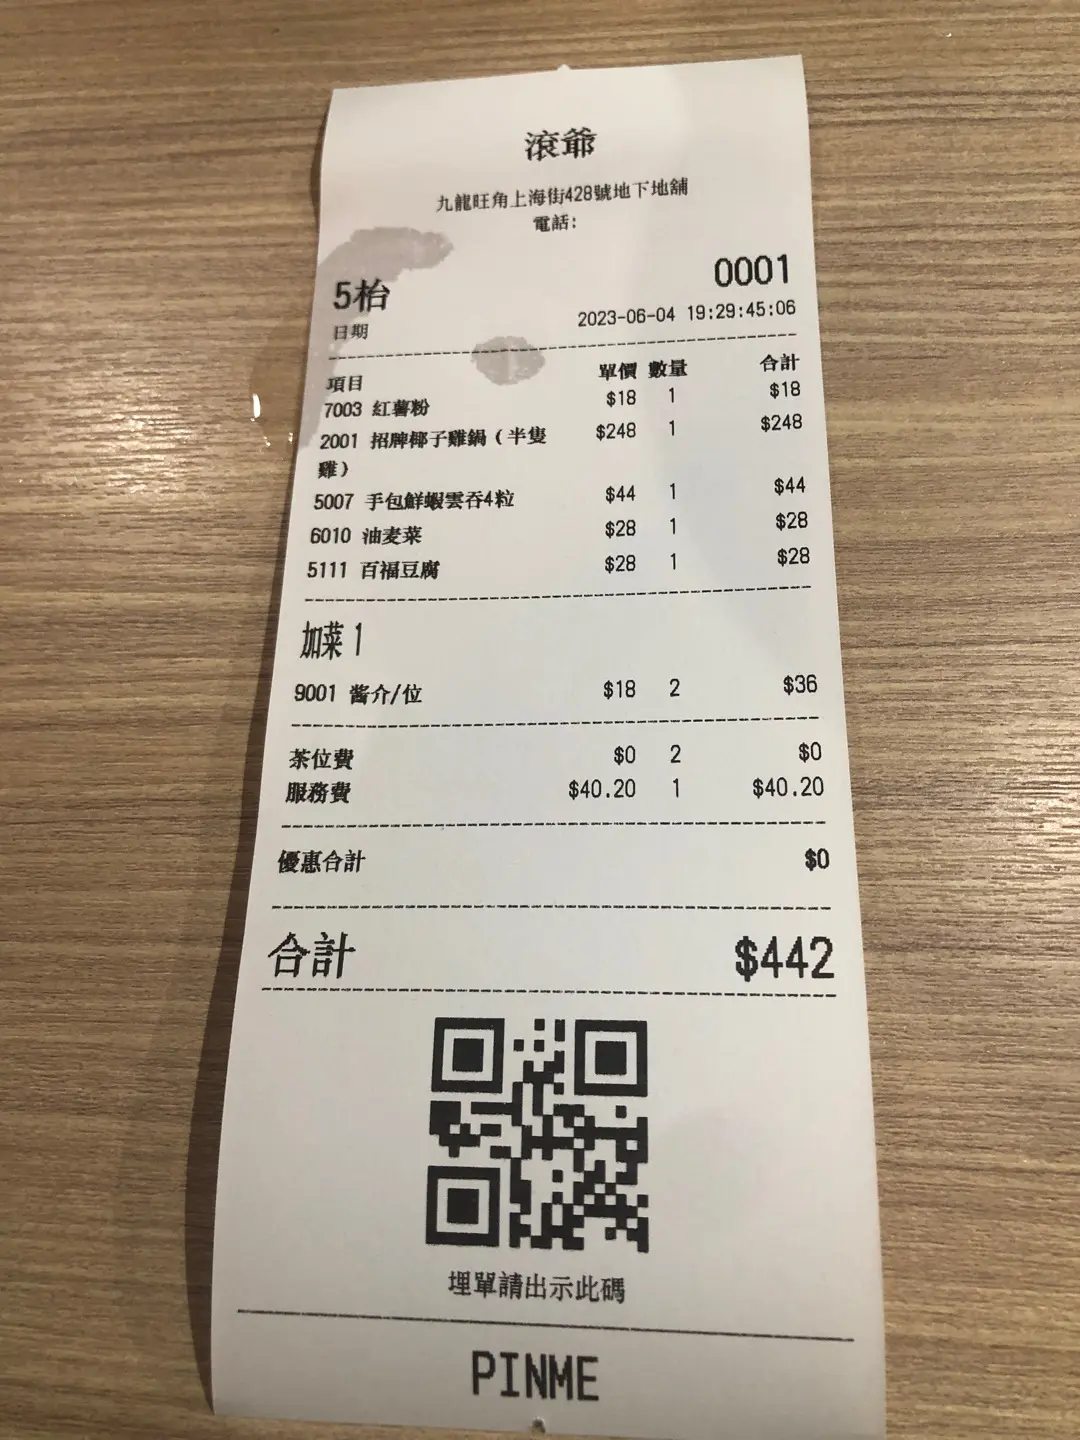 滾爺
九龍旺角上海街428號地下地舖
電話:
0001
5枱
日期 2023-06-04 19:29:45:06
項目 單價 數量 合計
7003 紅薯粉 $18 1 $18
2001 招牌椰子雞鍋（半隻 $248 1 $248
雞）
5007 手包鮮蝦雲吞4粒 $44 1 $44
6010 油麦菜 $28 1 $28
5111 百福豆腐 $28 1 $28
加菜 1
9001 酱介/位 $18 2 $36
茶位費 $0 2 $0
服務費 $40.20 1 $40.20
優惠合計 $0
合計 $442
埋單請出示此碼
PINME